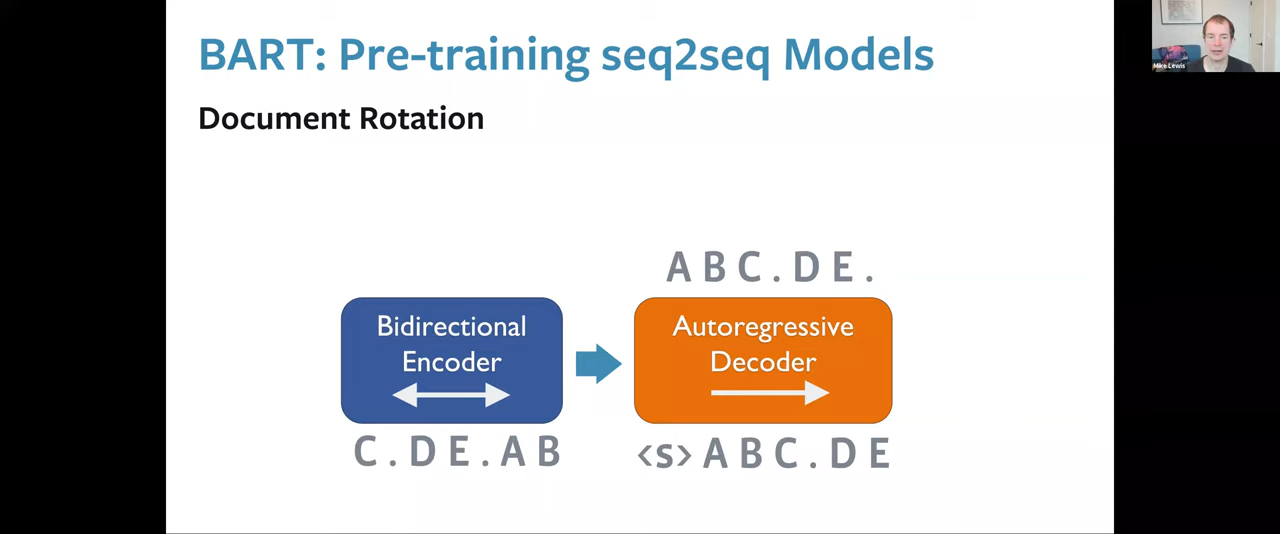 BART: Pre-training seq2seq Models
Document Rotation
A B C . D E .
Bidirectional
Encoder
Autoregressive
Decoder
C . D E . A B
<s> A B C . D E
Mike Lewis